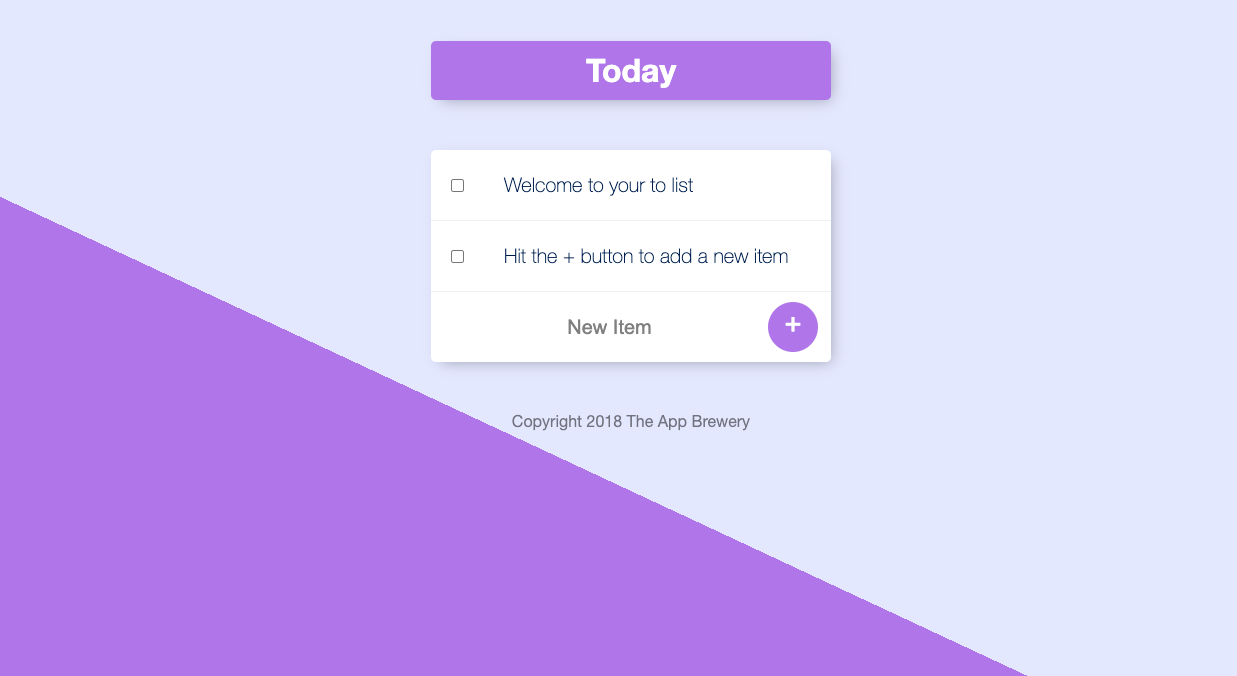 Today
Welcome to your to list
Hit the + button to add a new item
New Item +
Copyright 2018 The App Brewery